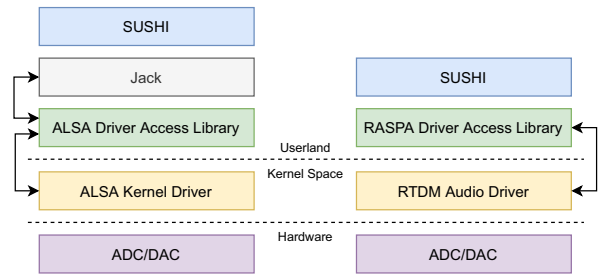 SUSHI
Jack
SUSHI
ALSA Driver Access Library
RASPA Driver Access Library
Userland
Kernel Space
ALSA Kernel Driver
RTDM Audio Driver
Hardware
ADC/DAC
ADC/DAC